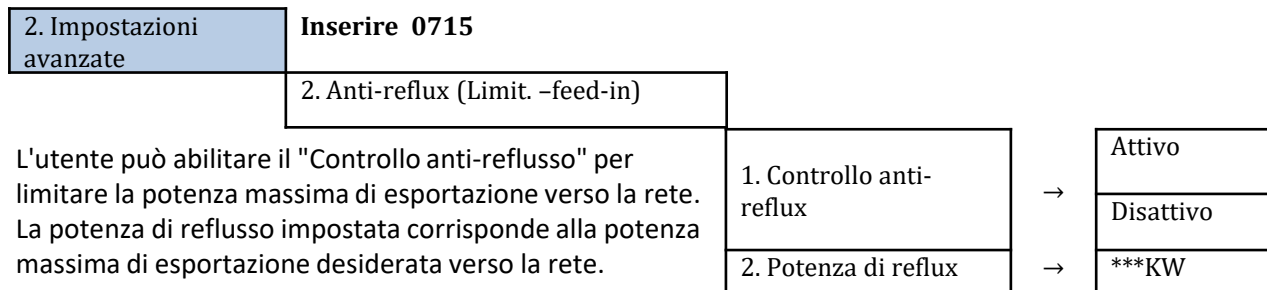 2. Impostazioni
avanzate
Inserire 0715
2. Anti-reflux (Limit. –feed-in)
L'utente può abilitare il "Controllo anti-reflusso" per
limitare la potenza massima di esportazione verso la rete.
La potenza di reflusso impostata corrisponde alla potenza
massima di esportazione desiderata verso la rete.
1. Controllo anti-
reflux
→
Attivo
Disattivo
2. Potenza di reflux
→
***KW